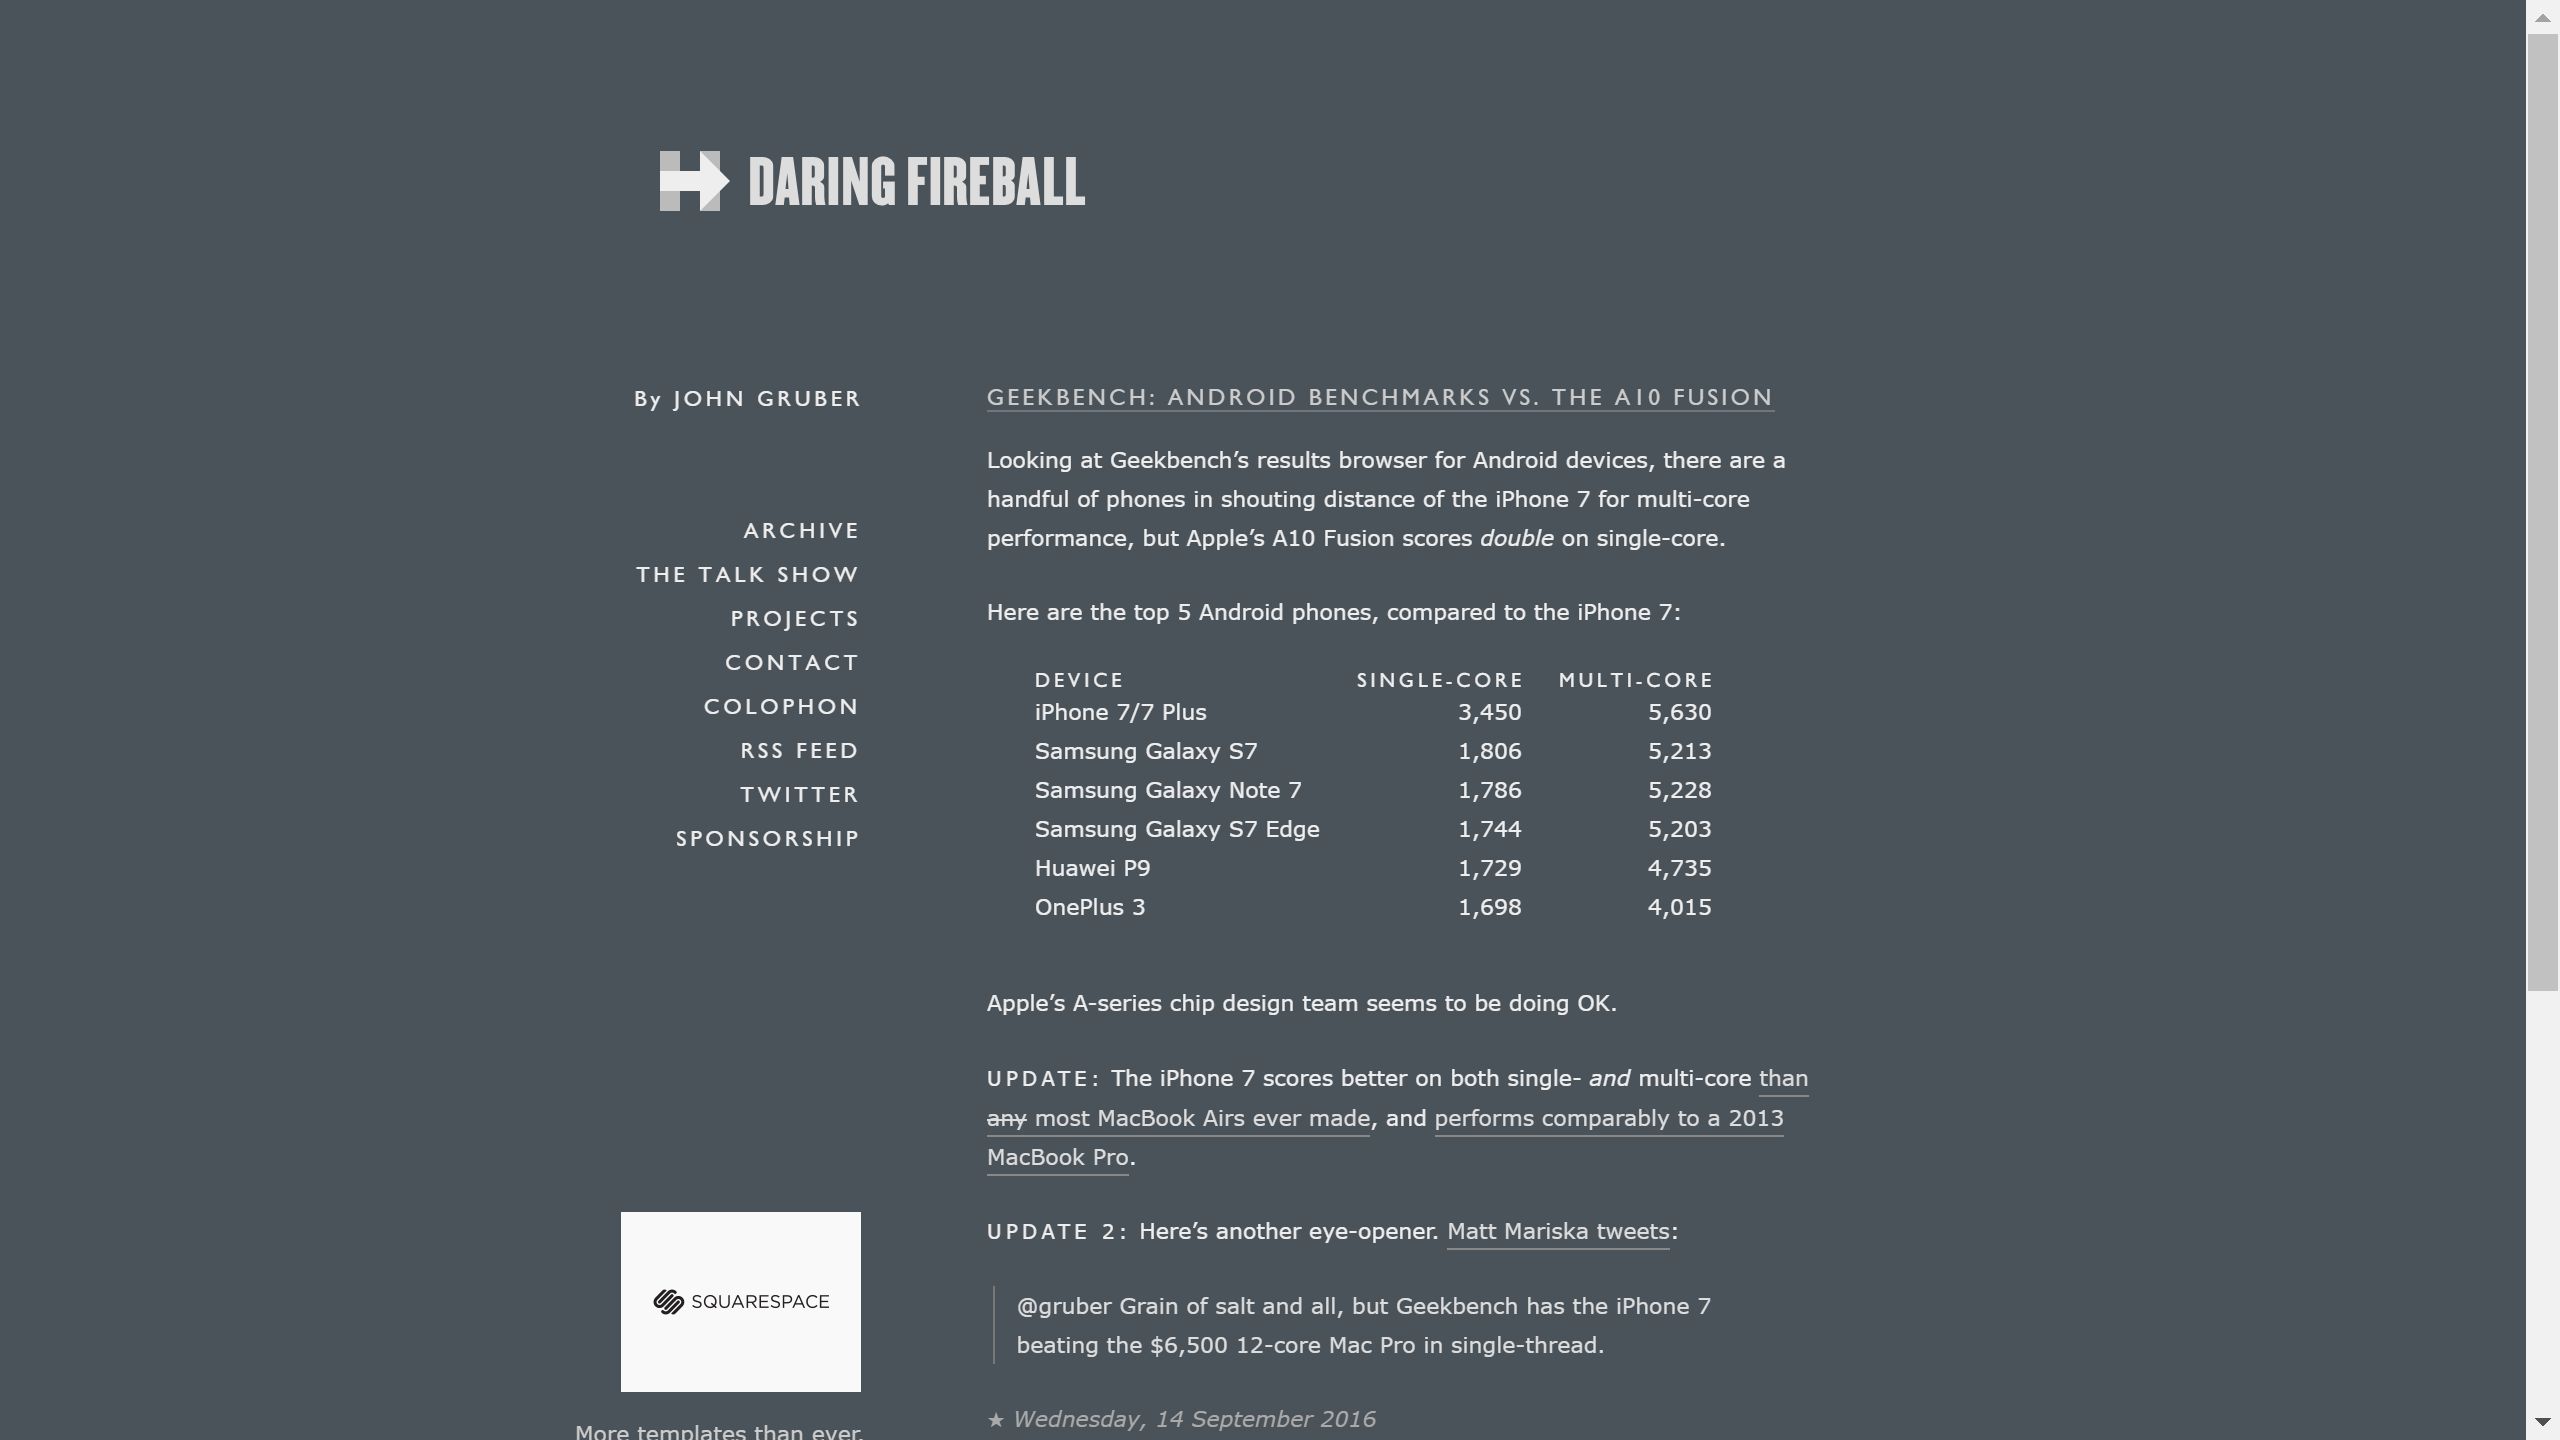 DARING FIREBALL
By JOHN GRUBER
ARCHIVE
THE TALK SHOW
PROJECTS
CONTACT
COLOPHON
RSS FEED
TWITTER
SPONSORSHIP
SQUARESPACE
More templates than ever.
GEEKBENCH: ANDROID BENCHMARKS VS. THE A10 FUSION
Looking at Geekbench’s results browser for Android devices, there are a
handful of phones in shouting distance of the iPhone 7 for multi-core
performance, but Apple’s A10 Fusion scores double on single-core.
Here are the top 5 Android phones, compared to the iPhone 7:
DEVICE SINGLE-CORE MULTI-CORE
iPhone 7/7 Plus 3,450 5,630
Samsung Galaxy S7 1,806 5,213
Samsung Galaxy Note 7 1,786 5,228
Samsung Galaxy S7 Edge 1,744 5,203
Huawei P9 1,729 4,735
OnePlus 3 1,698 4,015
Apple’s A-series chip design team seems to be doing OK.
UPDATE: The iPhone 7 scores better on both single- and multi-core than
any most MacBook Airs ever made, and performs comparably to a 2013
MacBook Pro.
UPDATE 2: Here’s another eye-opener. Matt Mariska tweets:
@gruber Grain of salt and all, but Geekbench has the iPhone 7
beating the $6,500 12-core Mac Pro in single-thread.
★ Wednesday, 14 September 2016